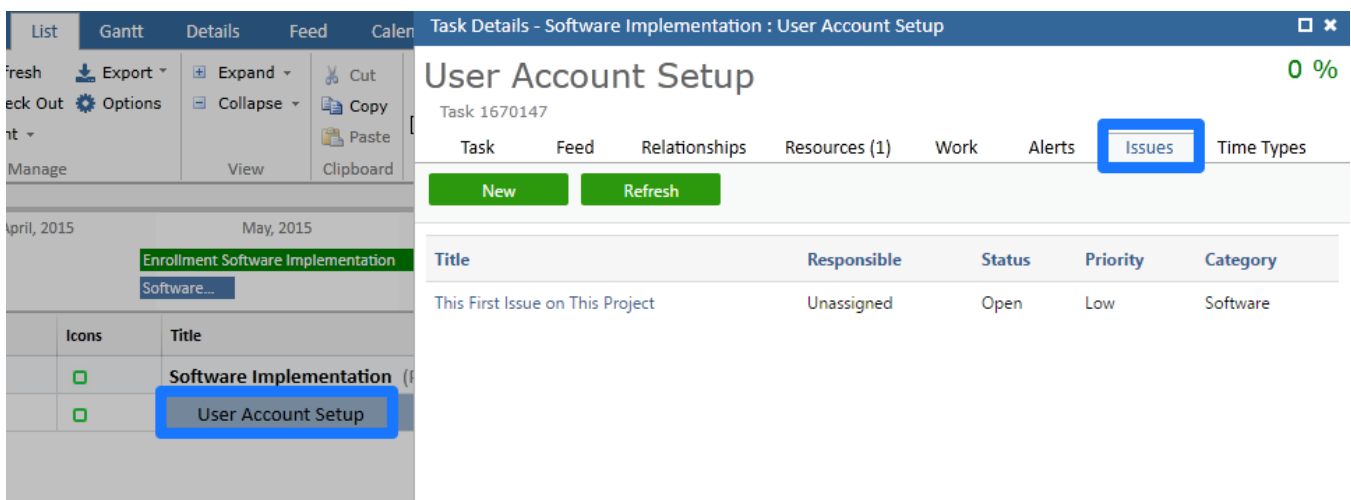 List Gantt Details Feed Calen
fresh Export Expand Cut
eck Out Options Collapse Copy
nt Paste
Manage View Clipboard
April, 2015 May, 2015
Enrollment Software Implementation
Software...
Icons Title
Software Implementation (P
User Account Setup
Task Details - Software Implementation : User Account Setup
User Account Setup 0 %
Task 1670147
Task Feed Relationships Resources (1) Work Alerts Issues Time Types
New Refresh
Title Responsible Status Priority Category
This First Issue on This Project Unassigned Open Low Software